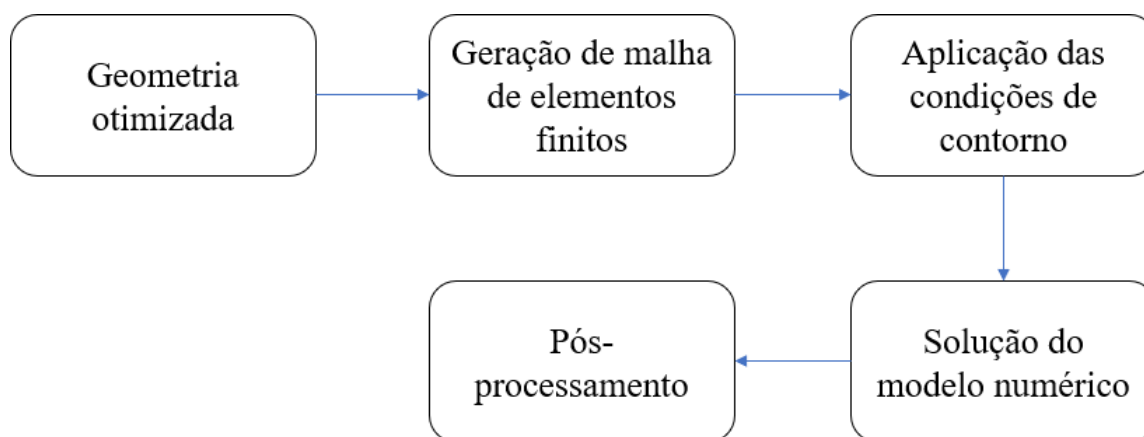 Geometria
otimizada
Geração de malha
de elementos
finitos
Aplicação das
condições de
contorno
Solução do
modelo numérico
Pós-
processamento